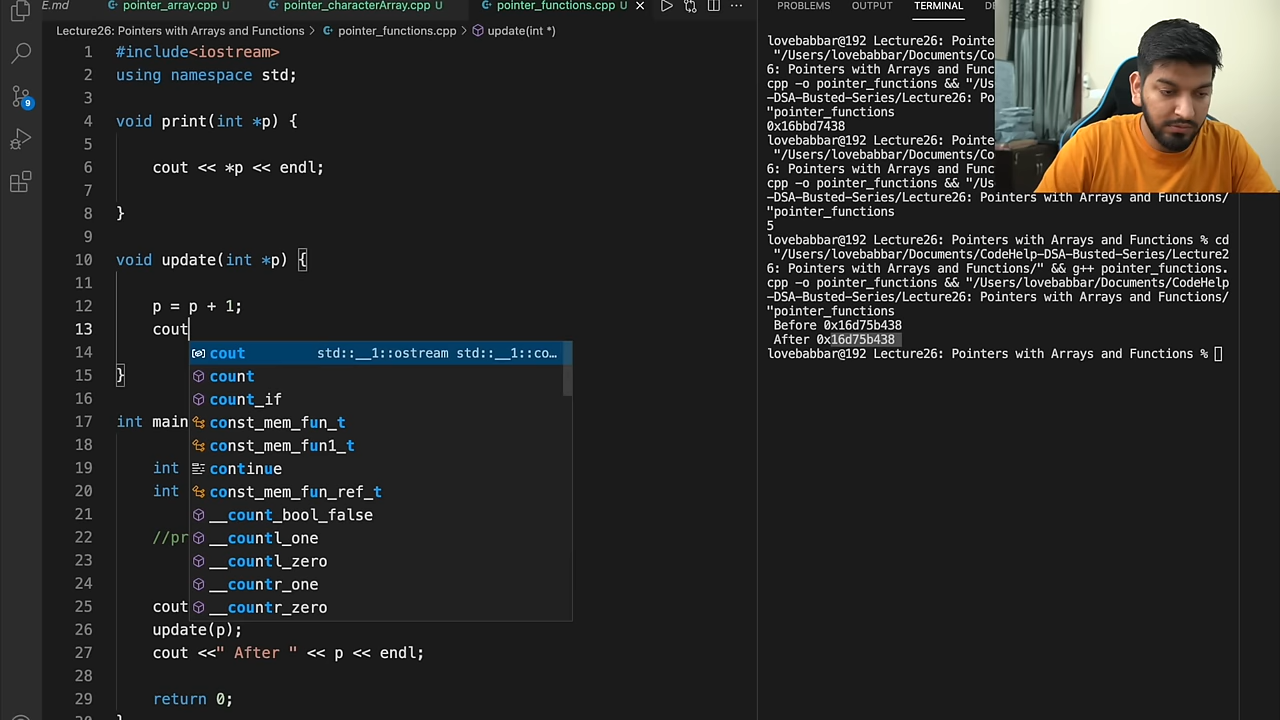 E.md pointer_array.cpp U pointer_characterArray.cpp U pointer_functions.cpp U
Lecture26: Pointers with Arrays and Functions > pointer_functions.cpp > update(int *)
1 #include<iostream>
2 using namespace std;
3
4 void print(int *p) {
5
6 cout << *p << endl;
7
8 }
9
10 void update(int *p) {
11
12 p = p + 1;
13 cout
14
15 }
16
17 int main
18
19 int
20 int
21
22 //pr
23
24
25 cout
26 update(p);
27 cout <<" After " << p << endl;
28
29 return 0;
cout std::__1::ostream std::__1::co…
count
count_if
const_mem_fun_t
const_mem_fun1_t
continue
const_mem_fun_ref_t
__count_bool_false
__countl_one
__countl_zero
__countr_one
__countr_zero
9
PROBLEMS OUTPUT TERMINAL DE
lovebabbar@192 Lecture26: Pointe
"/Users/lovebabbar/Documents/Co
6: Pointers with Arrays and Func
cpp -o pointer_functions && "/Us
-DSA-Busted-Series/Lecture26: Po
"pointer_functions
0x16bbd7438
lovebabbar@192 Lecture26: Pointe
"/Users/lovebabbar/Documents/Co
6: Pointers with Arrays and Func
cpp -o pointer_functions && "/Us
-DSA-Busted-Series/Lecture26: Pointers with Arrays and Functions/
"pointer_functions
5
lovebabbar@192 Lecture26: Pointers with Arrays and Functions % cd
"/Users/lovebabbar/Documents/CodeHelp-DSA-Busted-Series/Lecture2
6: Pointers with Arrays and Functions/" && g++ pointer_functions.
cpp -o pointer_functions && "/Users/lovebabbar/Documents/CodeHelp
-DSA-Busted-Series/Lecture26: Pointers with Arrays and Functions/
"pointer_functions
Before 0x16d75b438
After 0x16d75b438
lovebabbar@192 Lecture26: Pointers with Arrays and Functions %